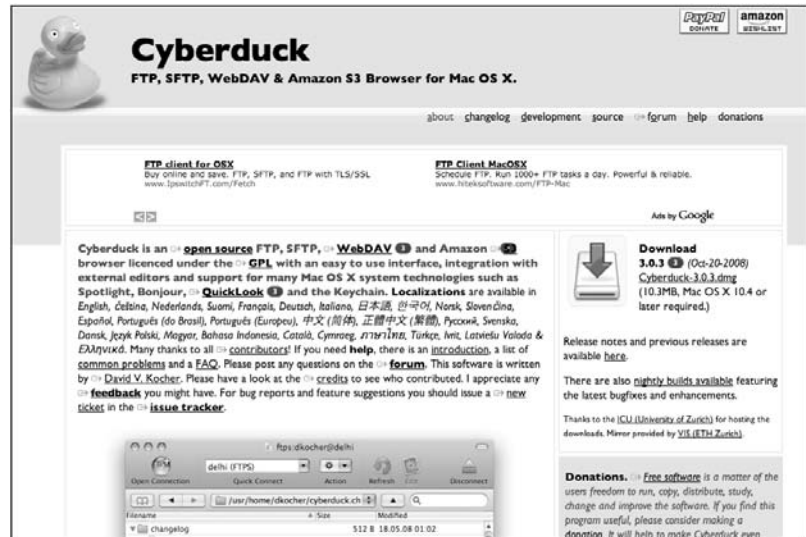 PayPal
DONATE
amazon
WISHLIST
Cyberduck
FTP, SFTP, WebDAV & Amazon S3 Browser for Mac OS X.
about changelog development source forum help donations
FTP client for OSX
Buy online and save. FTP, SFTP, and FTP with TLS/SSL
www.IpswitchFT.com/Fetch
FTP Client MacOSX
Schedule FTP. Run 1000+ FTP tasks a day. Powerful & reliable.
www.hiteksoftware.com/FTP-Mac
Ads by Google
Cyberduck is an open source FTP, SFTP, WebDAV and Amazon
browser licenced under the GPL with an easy to use interface, integration with
external editors and support for many Mac OS X system technologies such as
Spotlight, Bonjour, QuickLook and the Keychain. Localizations are available in
English, čeština, Nederlands, Suomi, Français, Deutsch, Italiano, 日本語, 한국어, Norsk, Slovenčina,
Español, Português (do Brasil), Português (Europeu), 中文 (简体), 正體中文 (繁體), Русский, Svenska,
Dansk, Język Polski, Magyar, Bahasa Indonesia, Català, Cymraeg, ภาษาไทย, Türkçe, Ivrit, Latviešu Valoda &
Ελληνικά. Many thanks to all contributors! If you need help, there is an introduction, a list of
common problems and a FAQ. Please post any questions on the forum. This software is written
by David V. Kocher. Please have a look at the credits to see who contributed. I appreciate any
feedback you might have. For bug reports and feature suggestions you should issue a new
ticket in the issue tracker.
Download
3.0.3 (Oct-20-2008)
Cyberduck-3.0.3.dmg
(10.3MB, Mac OS X 10.4 or
later required.)
Release notes and previous releases are
available here.
There are also nightly builds available featuring
the latest bugfixes and enhancements.
Thanks to the ICU (University of Zurich) for hosting the
downloads. Mirror provided by VIS (ETH Zurich).
Donations. Free software is a matter of the
users freedom to run, copy, distribute, study,
change and improve the software. If you find this
program useful, please consider making a
donation. It will help to make Cyberduck even
ftps:dkocher@delhi
delhi (FTPS)
Open Connection Quick Connect Action Refresh Edit Disconnect
/usr/home/dkocher/cyberduck.ch
Filename Size Modified
changelog 512 B 18.05.08 01:02